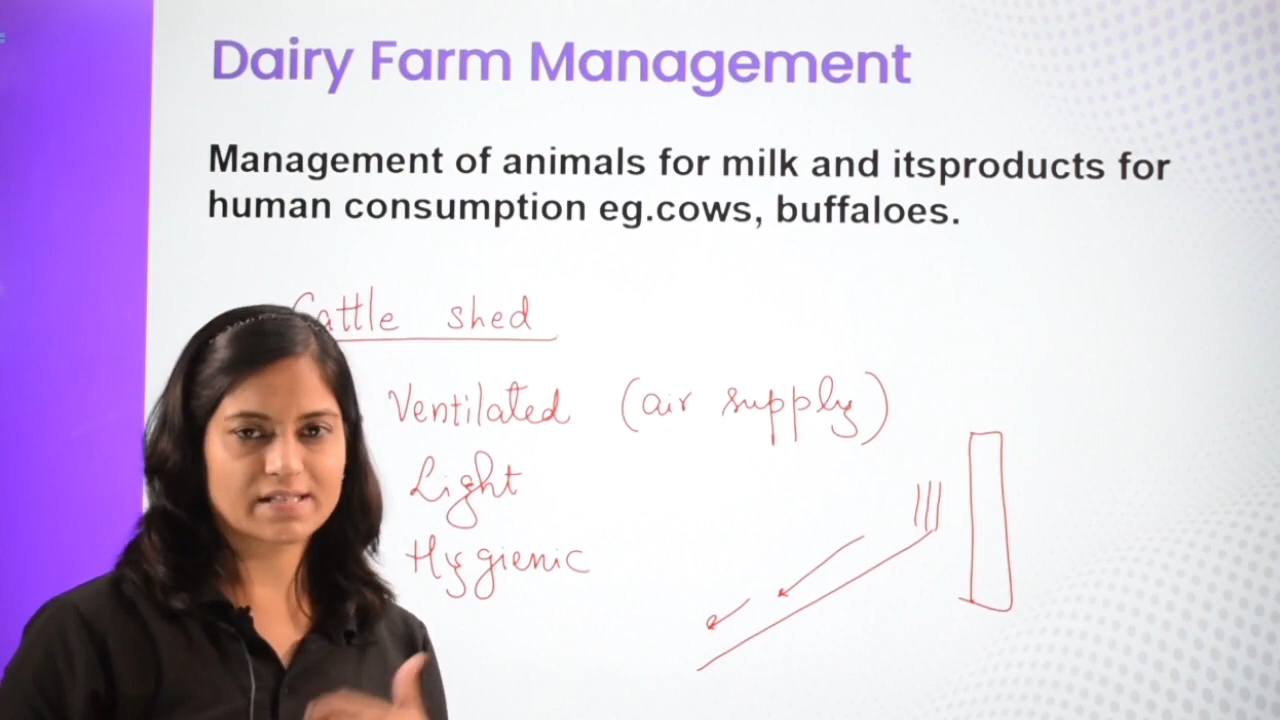 Dairy Farm Management
Management of animals for milk and itsproducts for
human consumption eg.cows, buffaloes.
Cattle shed
Ventilated (air supply)
Light
Hygienic